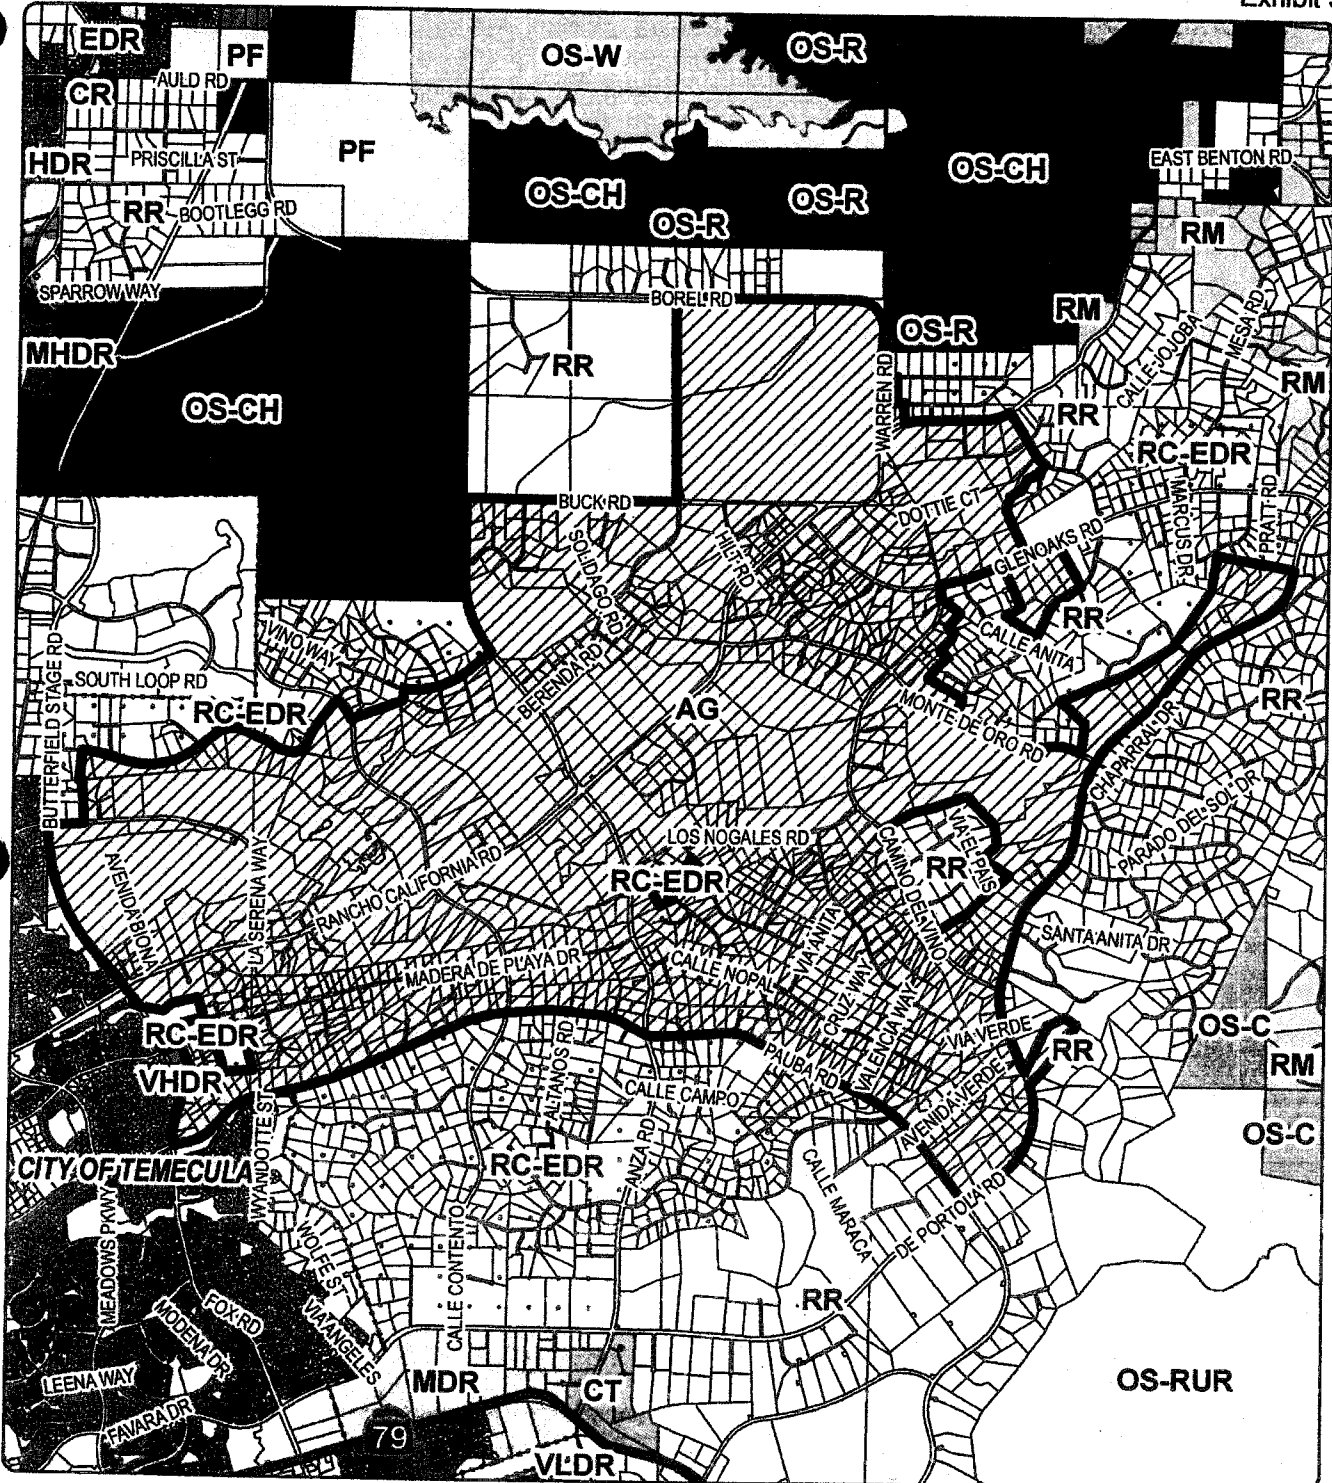 EDR
PF
OS-W
OS-R
AULD RD
CR
PF
OS-CH
EAST BENTON RD
HDR
PRISCILLA ST
OS-CH
OS-R
RR
BOOTLEGG RD
OS-R
RM
SPARROW WAY
BOREL RD
RM
MESA RD
OS-R
MHDR
RR
CALLE JOJOBA
WARREN RD
RM
OS-CH
RR
RC-EDR
BUCK RD
DOTTIE CT
MARCUS DR
PRATT RD
SOLIDAGO RD
HILT RD
GLENOAKS RD
RR
VINO WAY
CALLE ANITA
BUTTERFIELD STAGE RD
SOUTH LOOP RD
BERENDA RD
RC-EDR
AG
MONTE DE ORO RD
RR
CHAPARRAL DR
PARADO DEL SOL DR
LOS NOGALES RD
VIA EL PAIS
CAMINO DEL VINO
RR
RC-EDR
AVENIDA BIONA
LA SERENA WAY
RANCHO CALIFORNIA RD
VIA ANITA
SANTA ANITA DR
MADERA DE PLAYA DR
CALLE NOPAL
CRUZ WAY
VALENCIA WAY
OS-C
RC-EDR
VIA VERDE
RR
RM
VHDR
PAUBA RD
ALTANOS RD
CALLE CAMPO
AVENIDA VERDE
OS-C
CITY OF TEMECULA
WYANDOTTE ST
RC-EDR
ANZA RD
CALLE MARACA
DE PORTOLA RD
MEADOWS PKWY
WOLFE ST
CALLE CONTENTO
RR
FOX RD
MODENA DR
VIA ANGELES
LEENA WAY
MDR
CT
OS-RUR
FAVARA DR
79
VLDR